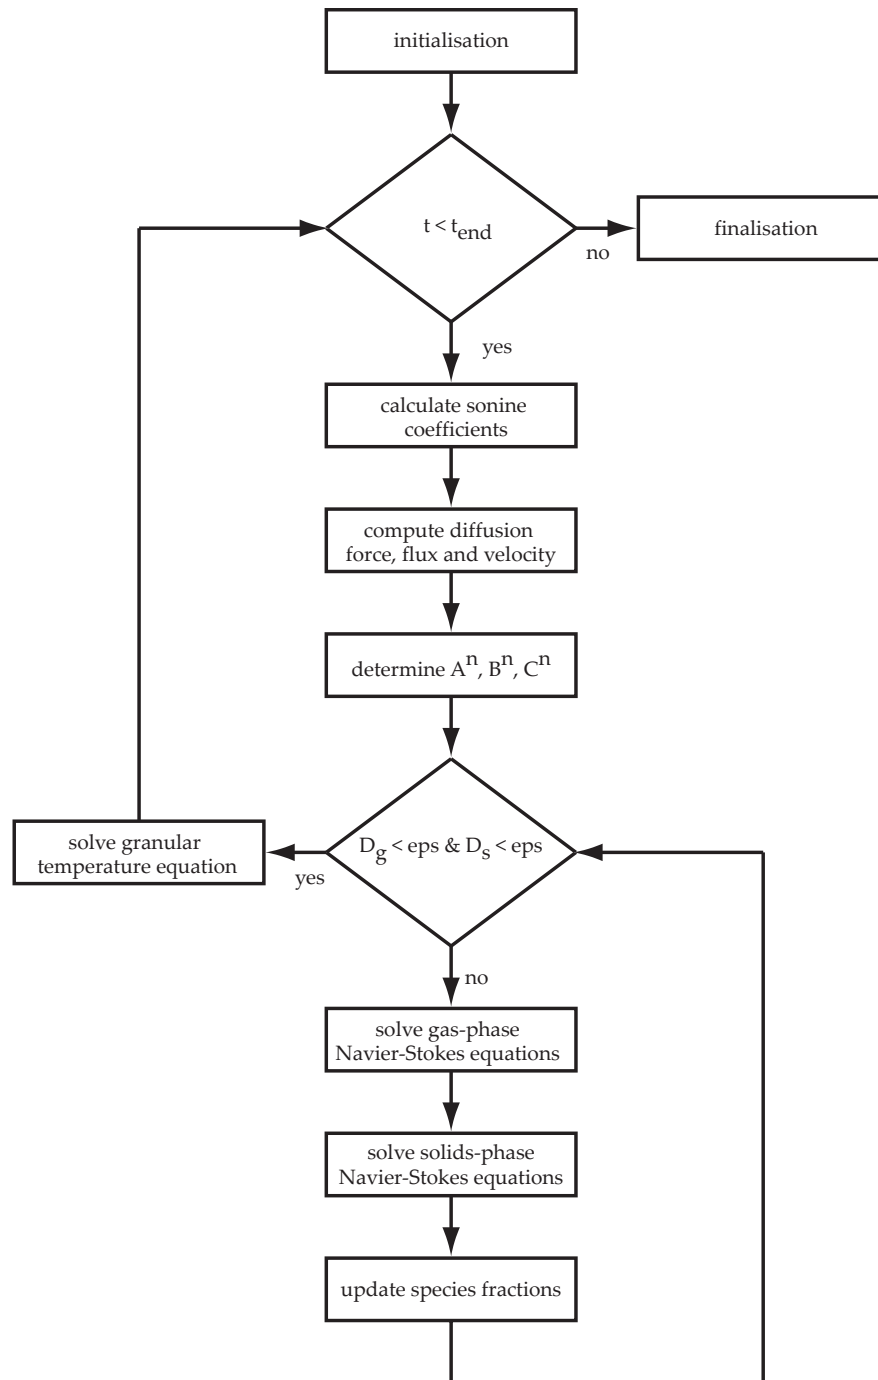 initialisation
t < t_end
no
finalisation
yes
calculate sonine
coefficients
compute diffusion
force, flux and velocity
determine A^n, B^n, C^n
D_g < eps & D_s < eps
yes
solve granular
temperature equation
no
solve gas-phase
Navier-Stokes equations
solve solids-phase
Navier-Stokes equations
update species fractions